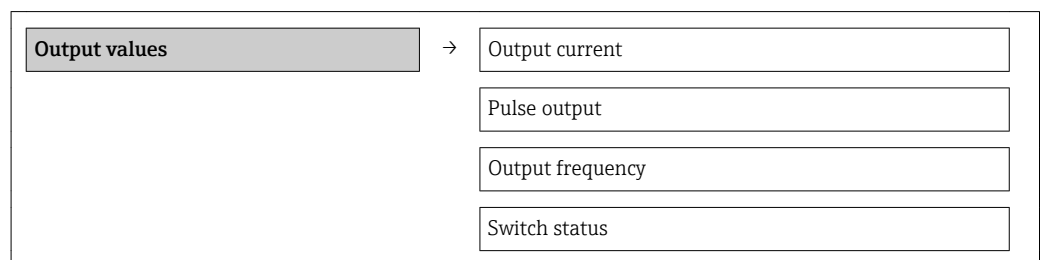 Output values → Output current
Pulse output
Output frequency
Switch status